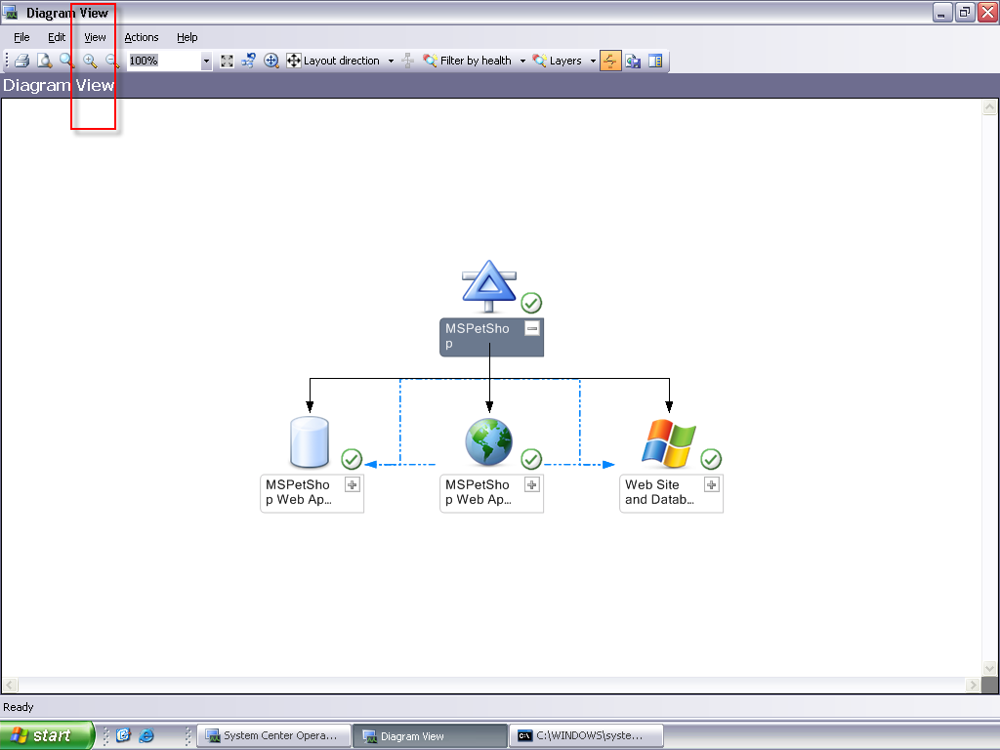 Diagram View
File Edit View Actions Help
100% Layout direction Filter by health Layers
Diagram View
MSPetSho
p
MSPetSho
p Web Ap...
MSPetSho
p Web Ap...
Web Site
and Datab...
Ready
start System Center Opera... Diagram View C:\WINDOWS\syste...